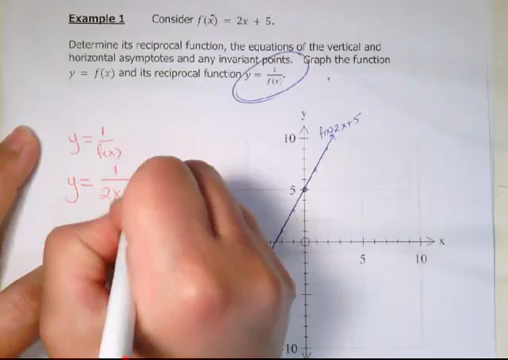 Example 1 Consider f(x) = 2x + 5.
Determine its reciprocal function, the equations of the vertical and
horizontal asymptotes and any invariant points. Graph the function
y = f(x) and its reciprocal function y = 1/f(x).
y = 1/f(x)
y = 1/2x
y
10
f(x) 2x+5
5
x
5 10
10